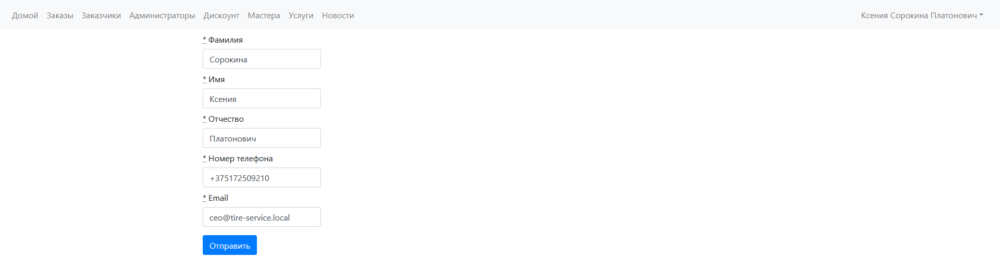 Домой Заказы Заказчики Администраторы Дискоунт Мастера Услуги Новости Ксения Сорокина Платонович
* Фамилия
Сорокина
* Имя
Ксения
* Отчество
Платонович
* Номер телефона
+375172509210
* Email
ceo@tire-service.local
Отправить